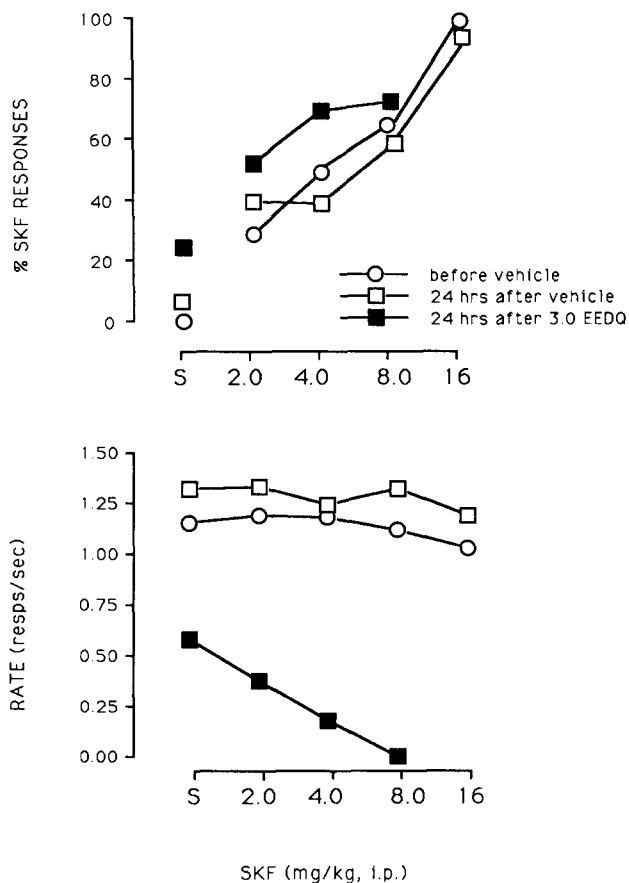 100
80
60
40
20
0
% SKF RESPONSES
before vehicle
24 hrs after vehicle
24 hrs after 3.0 EEDQ
S 2.0 4.0 8.0 16
1.50
1.25
1.00
0.75
0.50
0.25
0.00
RATE (resps/sec)
S 2.0 4.0 8.0 16
SKF (mg/kg, i.p.)